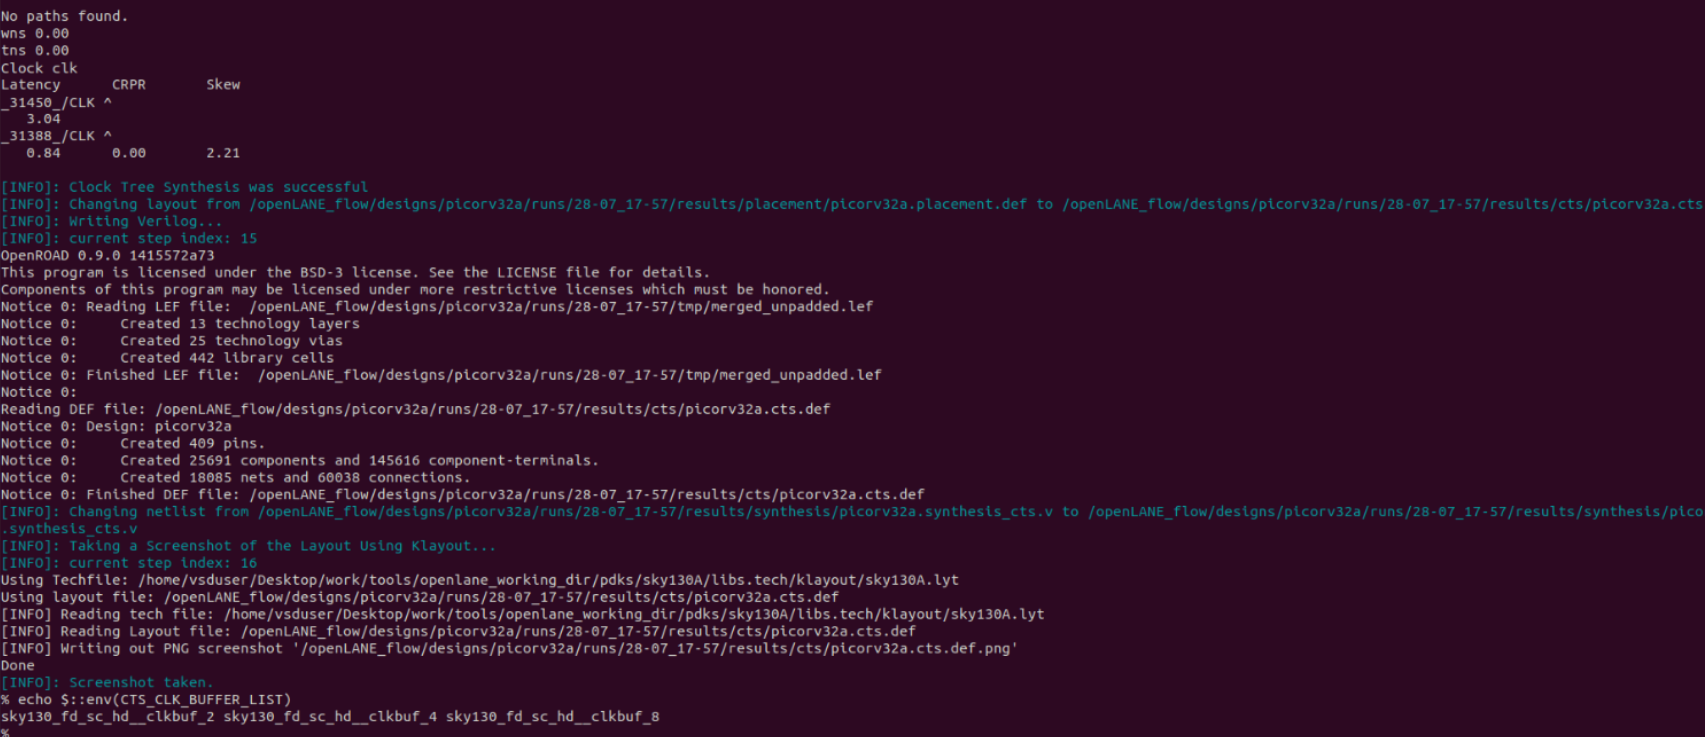 No paths found.
wns 0.00
tns 0.00
Clock clk
Latency      CRPR       Skew
_31450_/CLK ^
   3.04
_31388_/CLK ^
   0.84      0.00       2.21
[INFO]: Clock Tree Synthesis was successful
[INFO]: Changing layout from /openLANE_flow/designs/picorv32a/runs/28-07_17-57/results/placement/picorv32a.placement.def to /openLANE_flow/designs/picorv32a/runs/28-07_17-57/results/cts/picorv32a.cts
[INFO]: Writing Verilog...
[INFO]: current step index: 15
OpenROAD 0.9.0 1415572a73
This program is licensed under the BSD-3 license. See the LICENSE file for details.
Components of this program may be licensed under more restrictive licenses which must be honored.
Notice 0: Reading LEF file:  /openLANE_flow/designs/picorv32a/runs/28-07_17-57/tmp/merged_unpadded.lef
Notice 0:     Created 13 technology layers
Notice 0:     Created 25 technology vias
Notice 0:     Created 442 library cells
Notice 0: Finished LEF file:  /openLANE_flow/designs/picorv32a/runs/28-07_17-57/tmp/merged_unpadded.lef
Notice 0:
Reading DEF file: /openLANE_flow/designs/picorv32a/runs/28-07_17-57/results/cts/picorv32a.cts.def
Notice 0: Design: picorv32a
Notice 0:     Created 409 pins.
Notice 0:     Created 25691 components and 145616 component-terminals.
Notice 0:     Created 18085 nets and 60038 connections.
Notice 0: Finished DEF file: /openLANE_flow/designs/picorv32a/runs/28-07_17-57/results/cts/picorv32a.cts.def
[INFO]: Changing netlist from /openLANE_flow/designs/picorv32a/runs/28-07_17-57/results/synthesis/picorv32a.synthesis_cts.v to /openLANE_flow/designs/picorv32a/runs/28-07_17-57/results/synthesis/pico
.synthesis_cts.v
[INFO]: Taking a Screenshot of the Layout Using Klayout...
[INFO]: current step index: 16
Using Techfile: /home/vsduser/Desktop/work/tools/openlane_working_dir/pdks/sky130A/libs.tech/klayout/sky130A.lyt
Using layout file: /openLANE_flow/designs/picorv32a/runs/28-07_17-57/results/cts/picorv32a.cts.def
[INFO] Reading tech file: /home/vsduser/Desktop/work/tools/openlane_working_dir/pdks/sky130A/libs.tech/klayout/sky130A.lyt
[INFO] Reading Layout file: /openLANE_flow/designs/picorv32a/runs/28-07_17-57/results/cts/picorv32a.cts.def
[INFO] Writing out PNG screenshot '/openLANE_flow/designs/picorv32a/runs/28-07_17-57/results/cts/picorv32a.cts.def.png'
Done
[INFO]: Screenshot taken.
% echo $::env(CTS_CLK_BUFFER_LIST)
sky130_fd_sc_hd__clkbuf_2 sky130_fd_sc_hd__clkbuf_4 sky130_fd_sc_hd__clkbuf_8
%